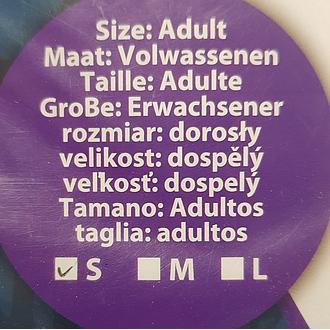 Size: Adult
Maat: Volwassenen
Taille: Adulte
GroBe: Erwachsener
rozmiar: dorosły
velikost: dospělý
veľkosť: dospelý
Tamano: Adultos
taglia: adultos
S M L